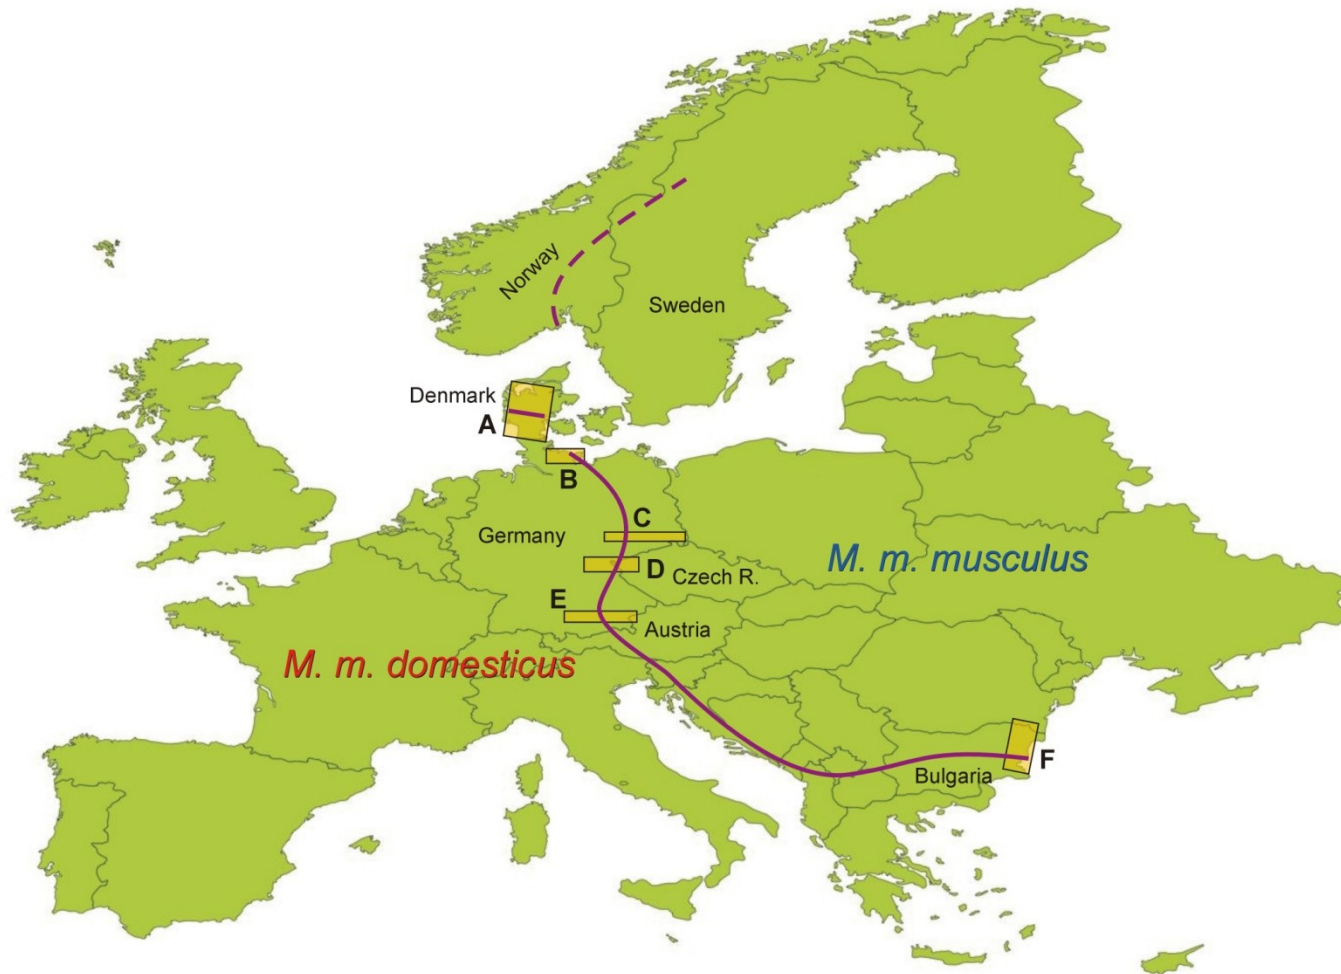 Norway
Sweden
Denmark
A
B
C
Germany
D
Czech R.
M. m. musculus
E
Austria
M. m. domesticus
F
Bulgaria